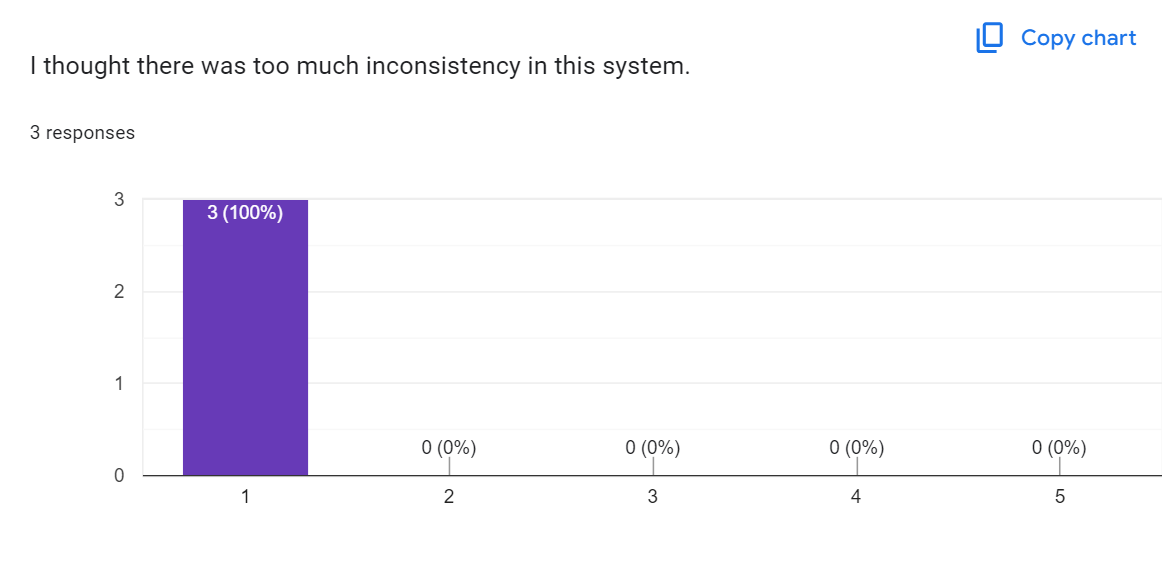 Copy chart
I thought there was too much inconsistency in this system.
3 responses
3
3 (100%)
2
1
0 (0%) 0 (0%) 0 (0%) 0 (0%)
0
1 2 3 4 5